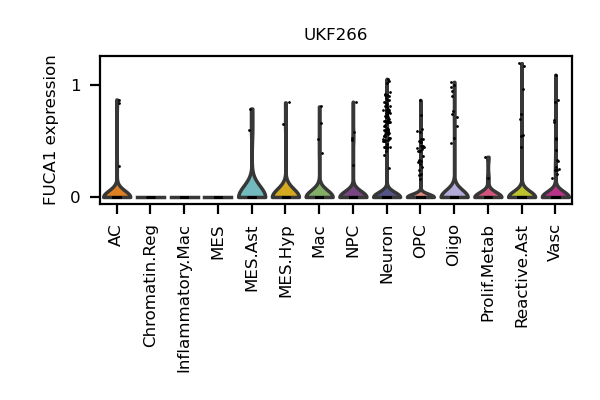 UKF266
FUCA1 expression
1
0
AC
Chromatin.Reg
Inflammatory.Mac
MES
MES.Ast
MES.Hyp
Mac
NPC
Neuron
OPC
Oligo
Prolif.Metab
Reactive.Ast
Vasc